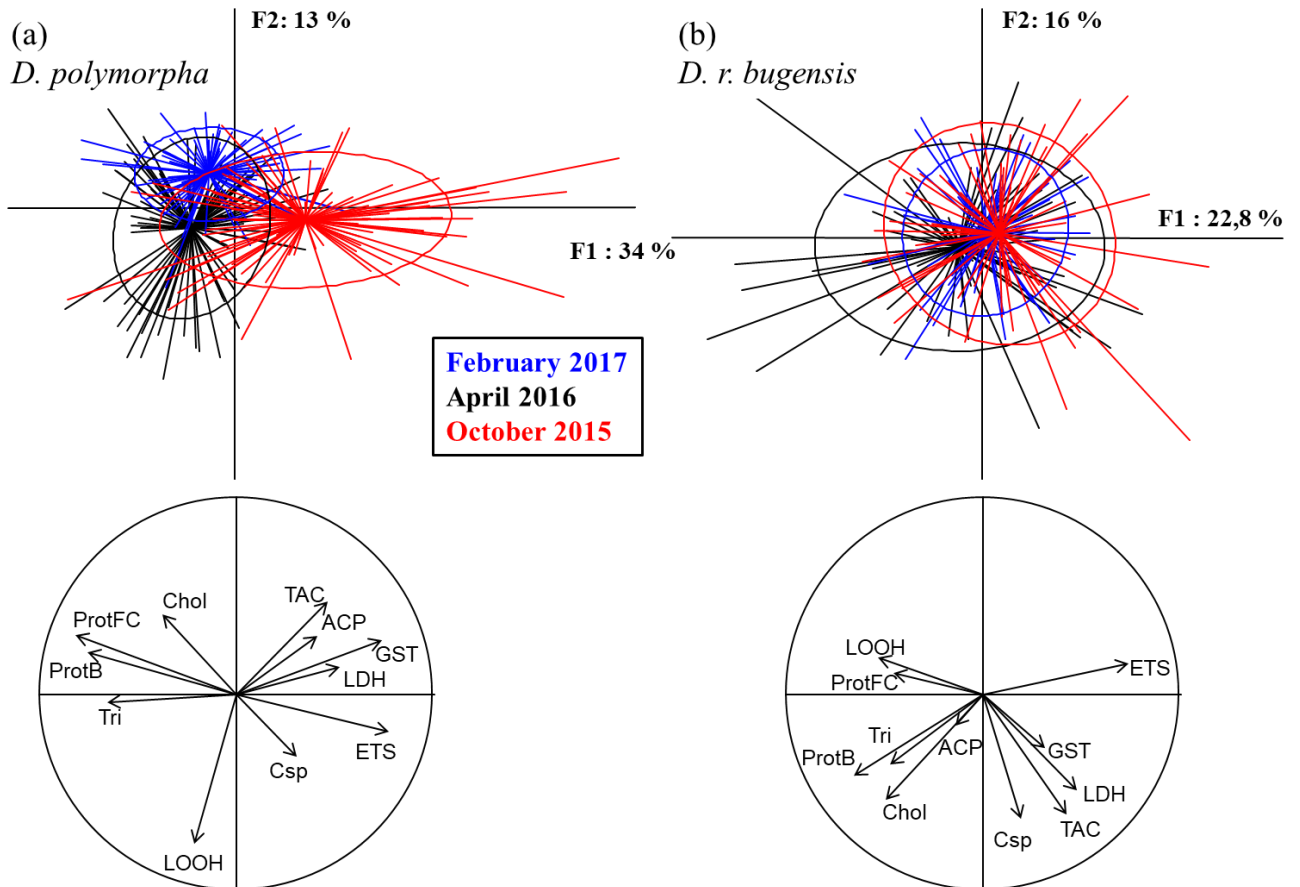 (a)
D. polymorpha
F2: 13 %
F1 : 34 %
(b)
D. r. bugensis
F2: 16 %
F1 : 22,8 %
February 2017
April 2016
October 2015
Chol
ProtFC
ProtB
Tri
LOOH
TAC
ACP
GST
LDH
ETS
Csp
LOOH
ProtFC
Tri
ProtB
Chol
ACP
ETS
GST
LDH
TAC
Csp